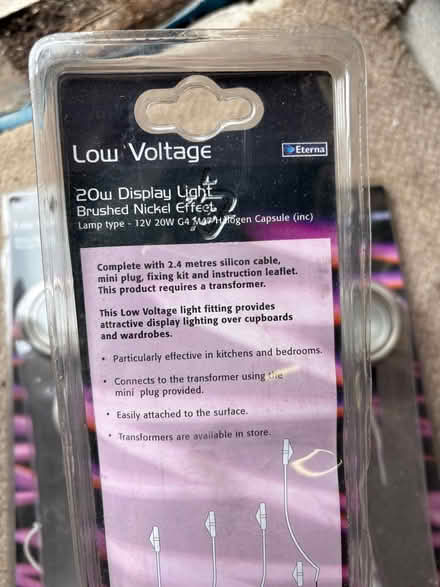 Low Voltage
Eterna
20w Display Light
Brushed Nickel Effect
Lamp type - 12V 20W G4 M47 Halogen Capsule (inc)
Complete with 2.4 metres silicon cable,
mini plug, fixing kit and instruction leaflet.
This product requires a transformer.
This Low Voltage light fitting provides
attractive display lighting over cupboards
and wardrobes.
• Particularly effective in kitchens and bedrooms.
• Connects to the transformer using the
mini plug provided.
• Easily attached to the surface.
• Transformers are available in store.